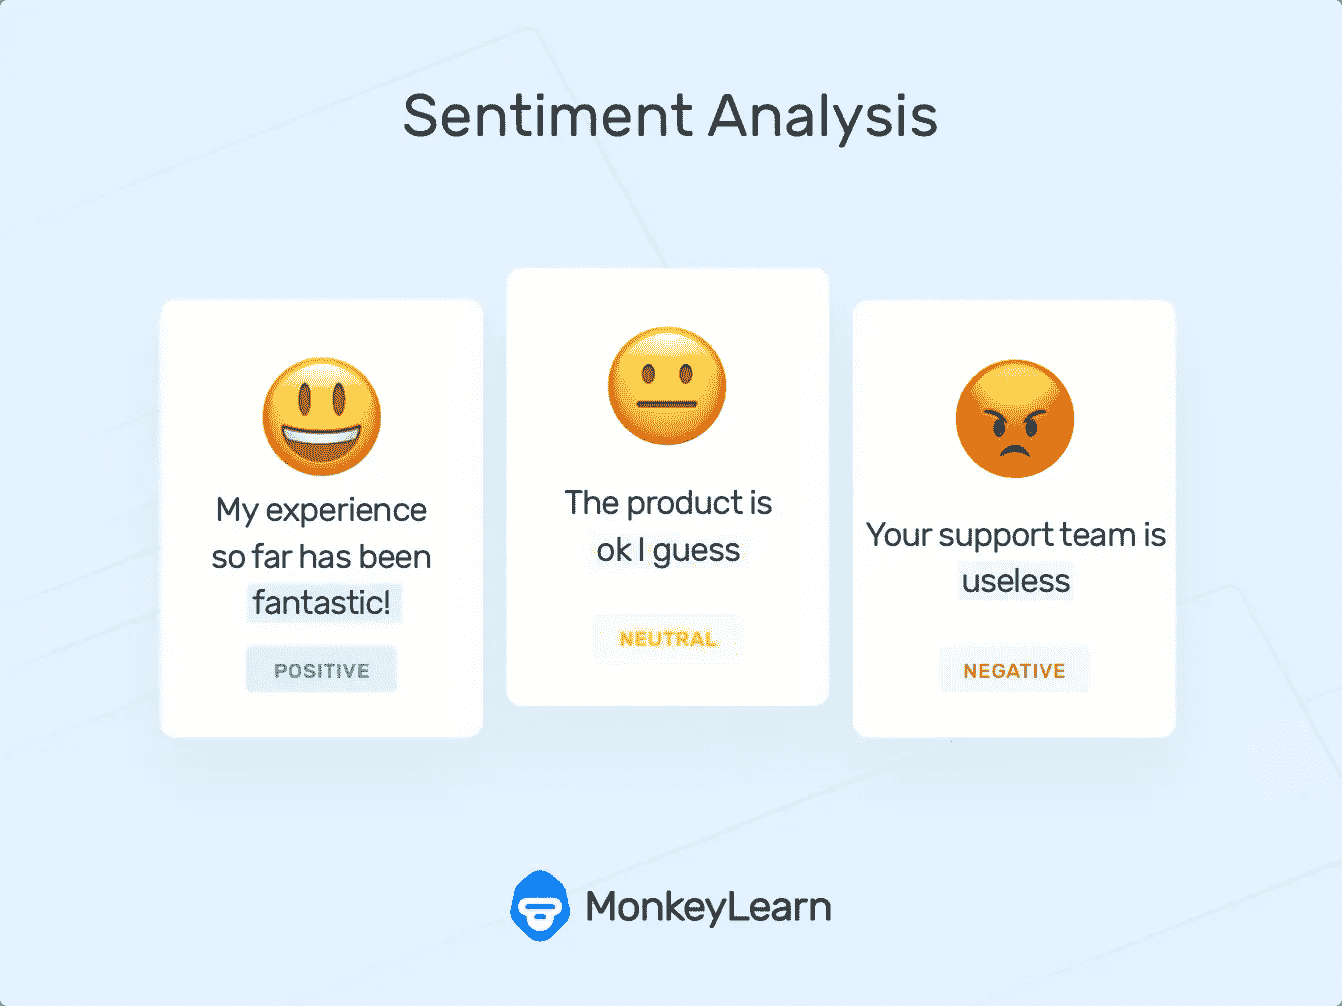 Sentiment Analysis
My experience
so far has been
fantastic!
POSITIVE
The product is
ok I guess
NEUTRAL
Your support team is
useless
NEGATIVE
MonkeyLearn